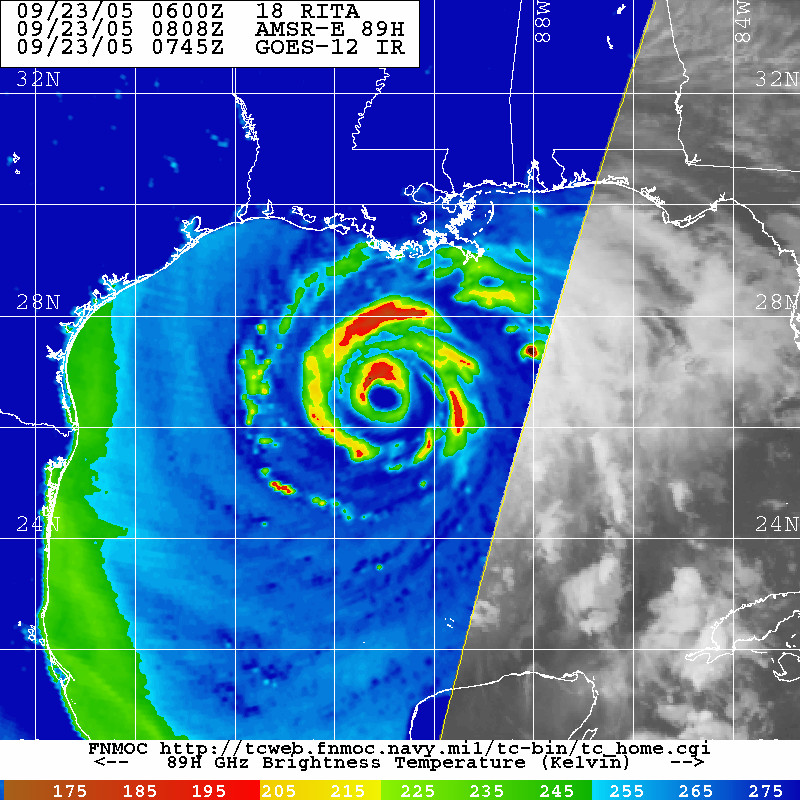 09/23/05 0600Z 18 RITA
09/23/05 0808Z AMSR-E 89H
09/23/05 0745Z GOES-12 IR
88W 84W
32N 32N
28N 28N
24N 24N
FNMOC http://tcweb.fnmoc.navy.mil/tc-bin/tc_home.cgi
<-- 89H GHz Brightness Temperature (Kelvin) -->
175 185 195 205 215 225 235 245 255 265 275